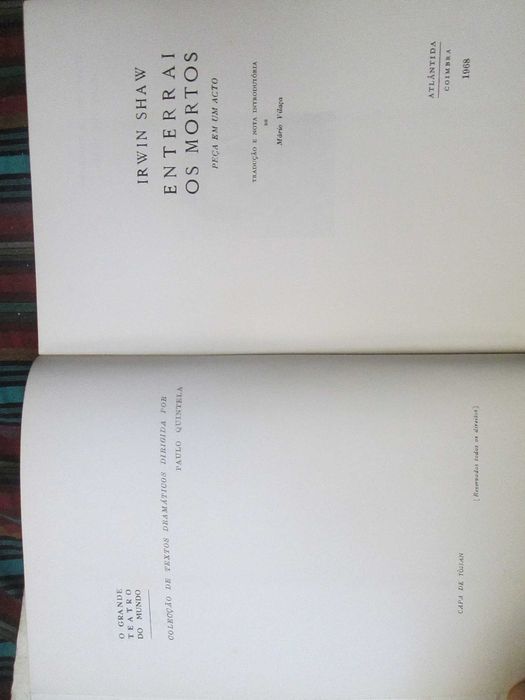 O GRANDE
TEATRO
DO MUNDO
COLECÇÃO DE TEXTOS DRAMÁTICOS DIRIGIDA POR
PAULO QUINTELA
CAPA DE TÓSSAN
[Reservados todos os direitos]
IRWIN SHAW
ENTERRAI
OS MORTOS
PEÇA EM UM ACTO
TRADUÇÃO E NOTA INTRODUTÓRIA
DE
Mário Vilaça
ATLÂNTIDA
COIMBRA
1968